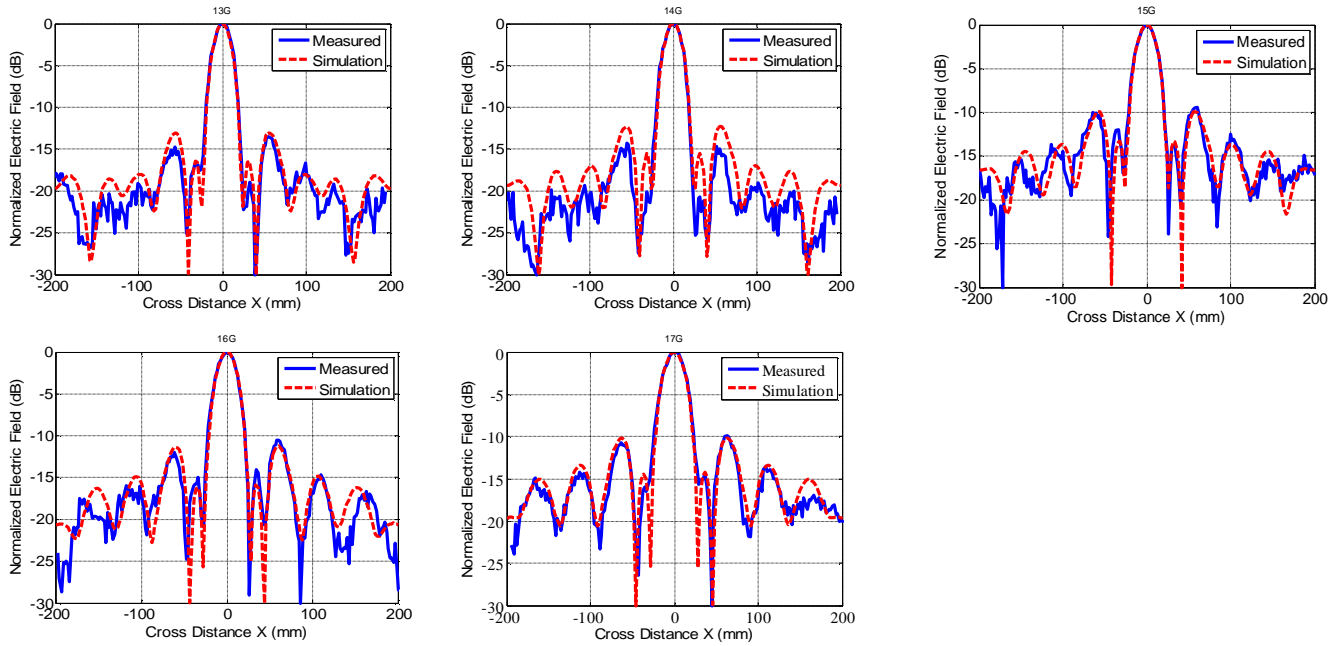 13G
Normalized Electric Field (dB)
0
-5
-10
-15
-20
-25
-30
-200
-100
0
100
200
Cross Distance X (mm)
Measured
Simulation
14G
Normalized Electric Field (dB)
0
-5
-10
-15
-20
-25
-30
-200
-100
0
100
200
Cross Distance X (mm)
Measured
Simulation
15G
Normalized Electric Field (dB)
0
-5
-10
-15
-20
-25
-30
-200
-100
0
100
200
Cross Distance X (mm)
Measured
Simulation
16G
Normalized Electric Field (dB)
0
-5
-10
-15
-20
-25
-30
-200
-100
0
100
200
Cross Distance X (mm)
Measured
Simulation
17G
Normalized Electric Field (dB)
0
-5
-10
-15
-20
-25
-30
-200
-100
0
100
200
Cross Distance X (mm)
Measured
Simulation